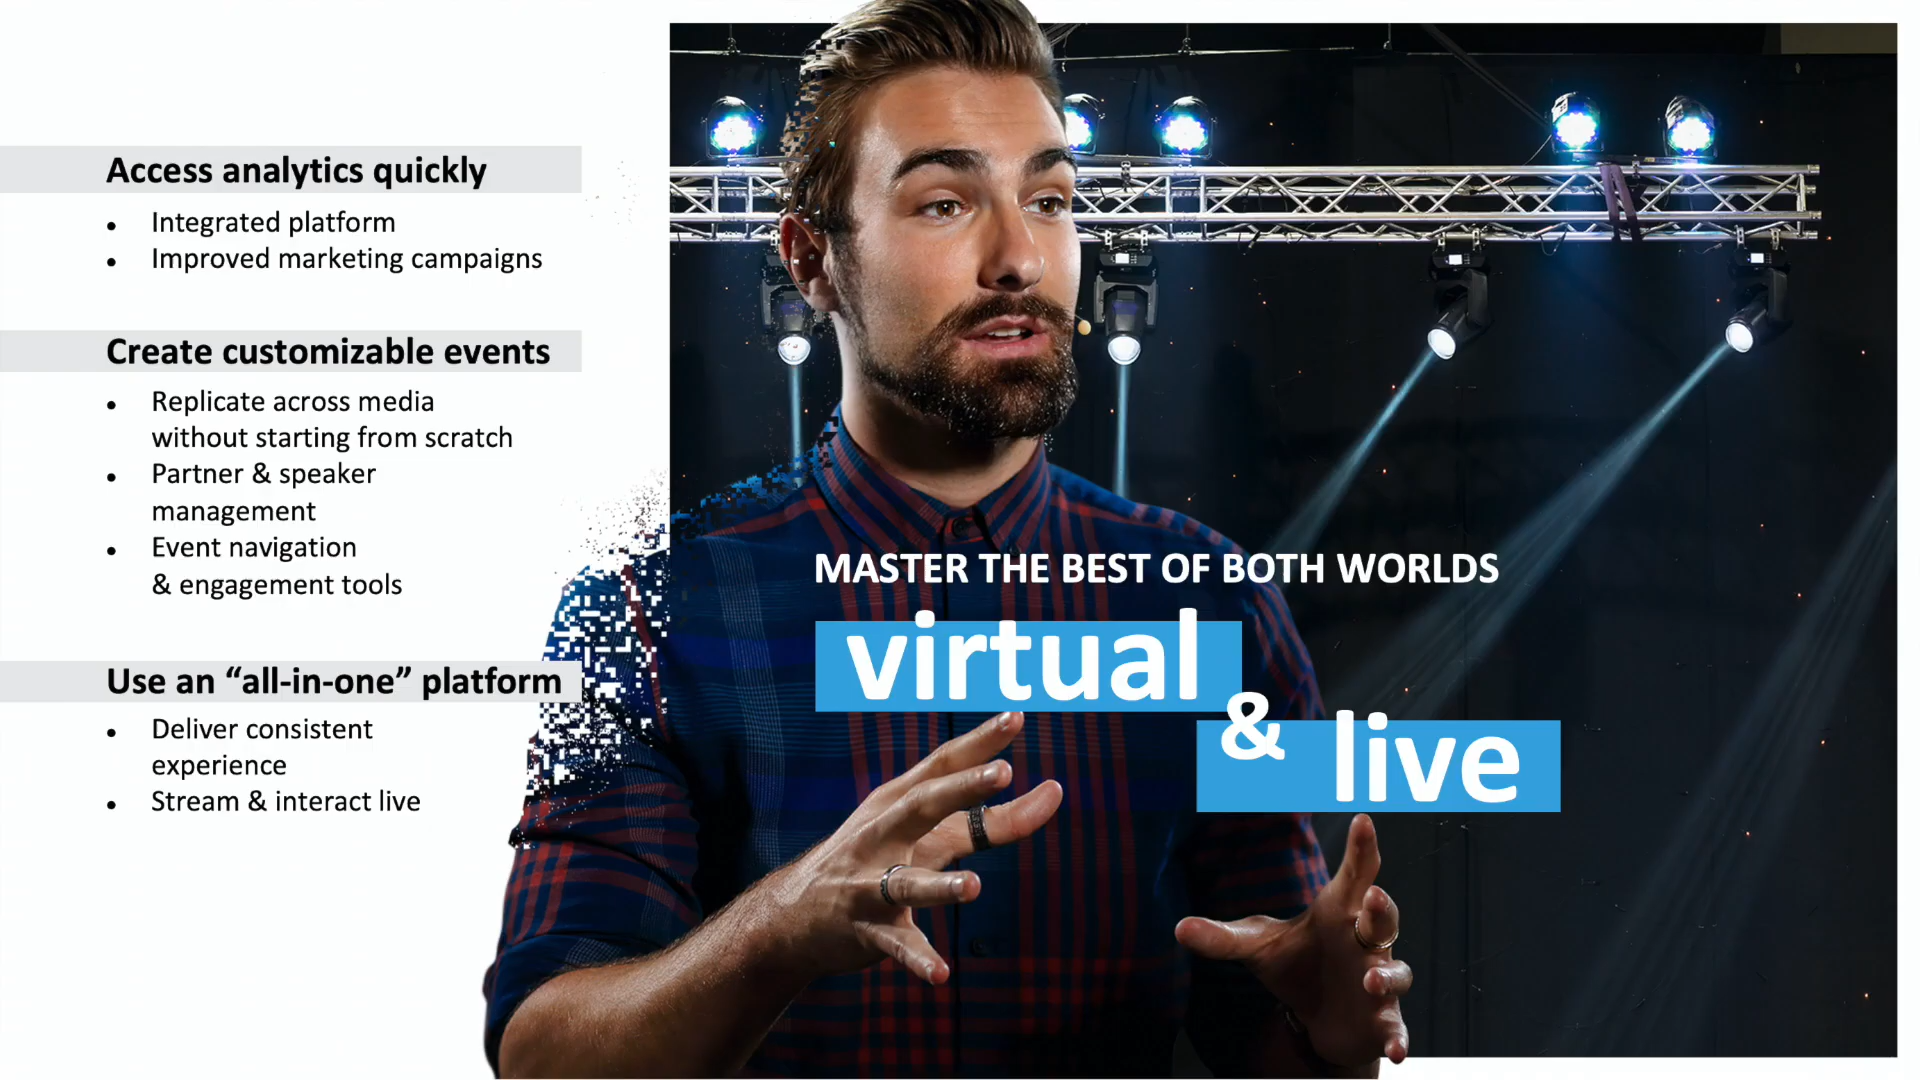 Access analytics quickly
• Integrated platform
• Improved marketing campaigns
Create customizable events
• Replicate across media
without starting from scratch
• Partner & speaker
management
• Event navigation
& engagement tools
Use an “all-in-one” platform
• Deliver consistent
experience
• Stream & interact live
MASTER THE BEST OF BOTH WORLDS
virtual
& live